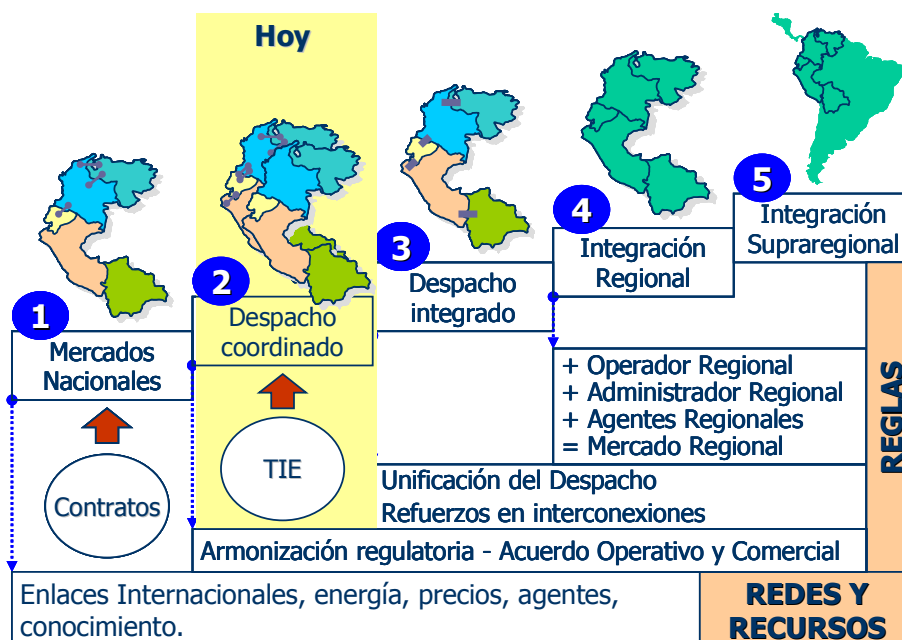 Hoy
1
Mercados
Nacionales
Contratos
2
Despacho
coordinado
TIE
3
Despacho
integrado
4
Integración
Regional
5
Integración
Supraregional
+ Operador Regional
+ Administrador Regional
+ Agentes Regionales
= Mercado Regional
Unificación del Despacho
Refuerzos en interconexiones
Armonización regulatoria - Acuerdo Operativo y Comercial
REGLAS
Enlaces Internacionales, energía, precios, agentes,
conocimiento.
REDES Y
RECURSOS